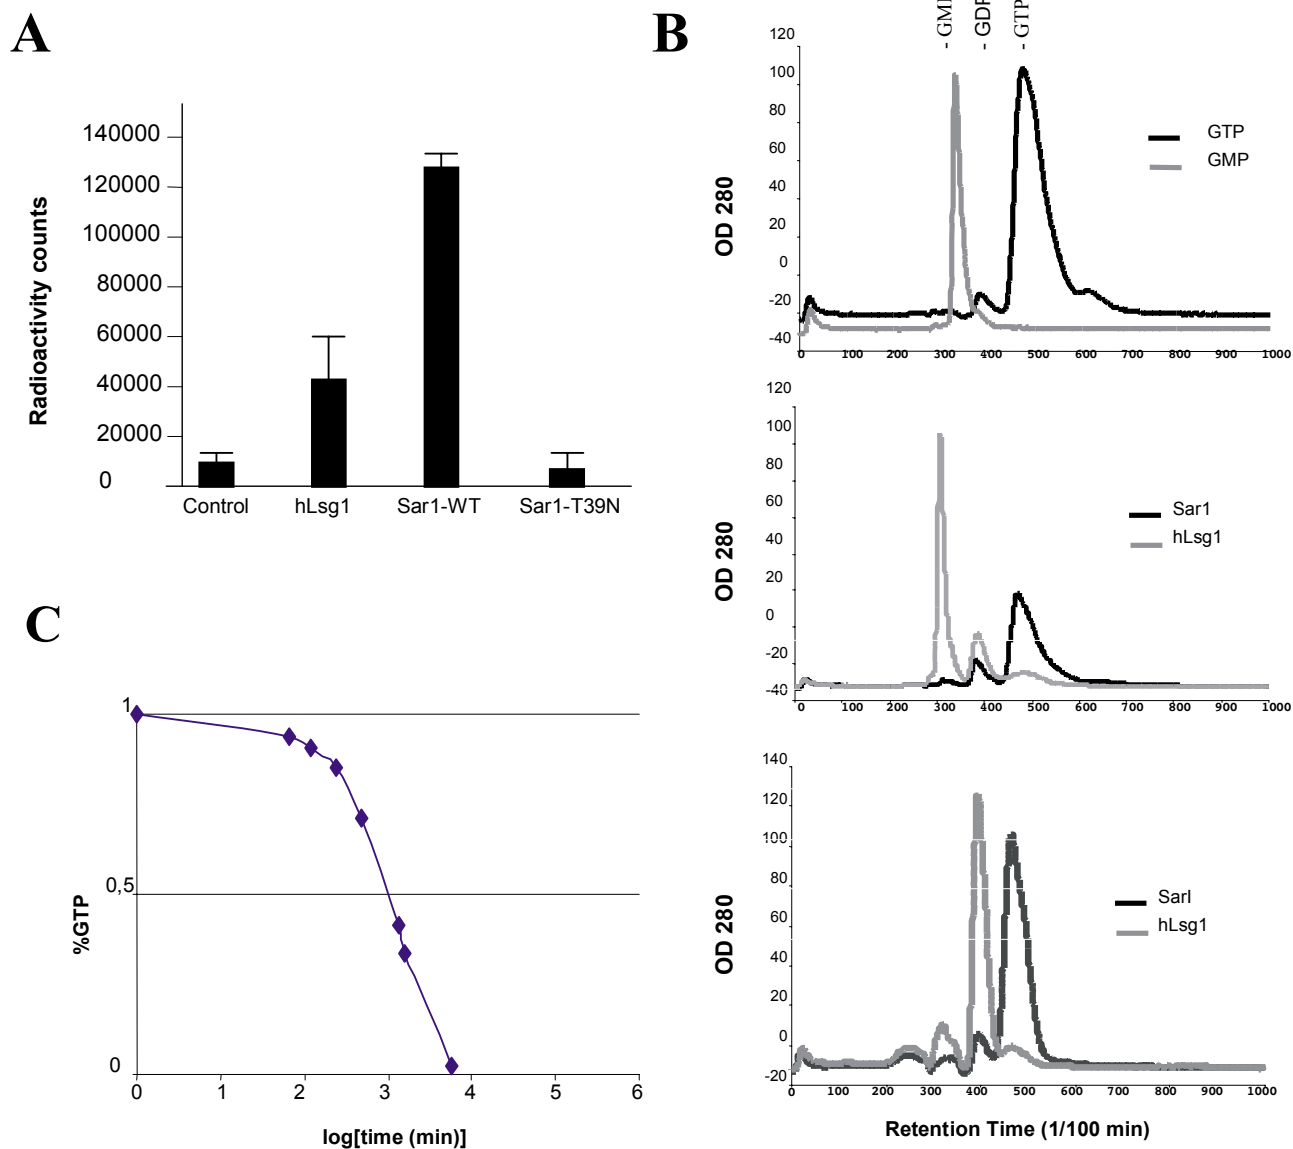 A
Radioactivity counts
140000
120000
100000
80000
60000
40000
20000
0
Control hLsg1 Sar1-WT Sar1-T39N
B
- GTP
120
100
80
60
40
20
0
-20
-40
OD 280
GTP
GMP
0 100 200 300 400 500 600 700 800 900 1000
120
100
80
60
40
20
0
-20
-40
OD 280
Sar1
hLsg1
0 100 200 300 400 500 600 700 800 900 1000
140
120
100
80
60
40
20
0
-20
OD 280
SarI
hLsg1
0 100 200 300 400 500 600 700 800 900 1000
Retention Time (1/100 min)
C
1
0,5
0
%GTP
0 1 2 3 4 5 6
log[time (min)]